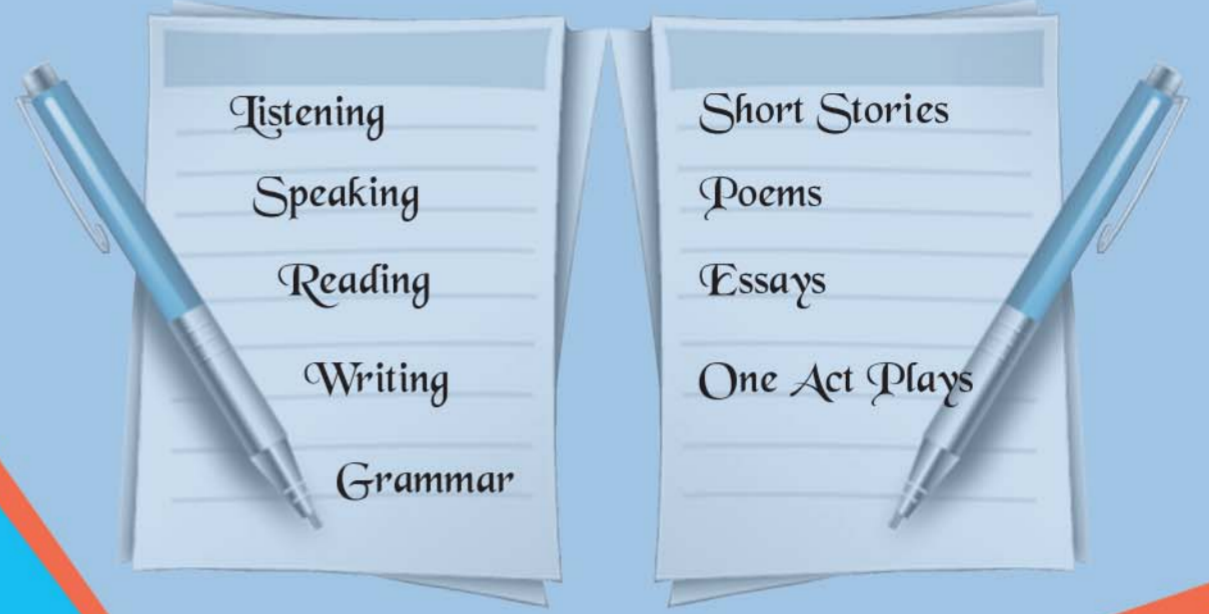 Listening
Speaking
Reading
Writing
Grammar
Short Stories
Poems
Essays
One Act Plays